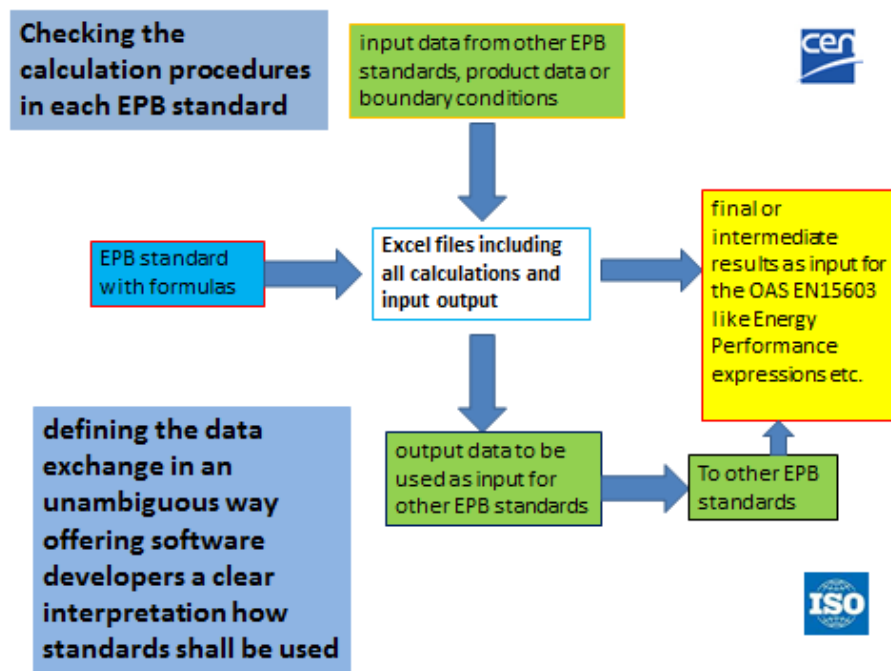 Checking the
calculation procedures
in each EPB standard
input data from other EPB
standards, product data or
boundary conditions
cen
EPB standard
with formulas
Excel files including
all calculations and
input output
final or
intermediate
results as input for
the OAS EN15603
like Energy
Performance
expressions etc.
defining the data
exchange in an
unambiguous way
offering software
developers a clear
interpretation how
standards shall be used
output data to be
used as input for
other EPB standards
To other EPB
standards
ISO